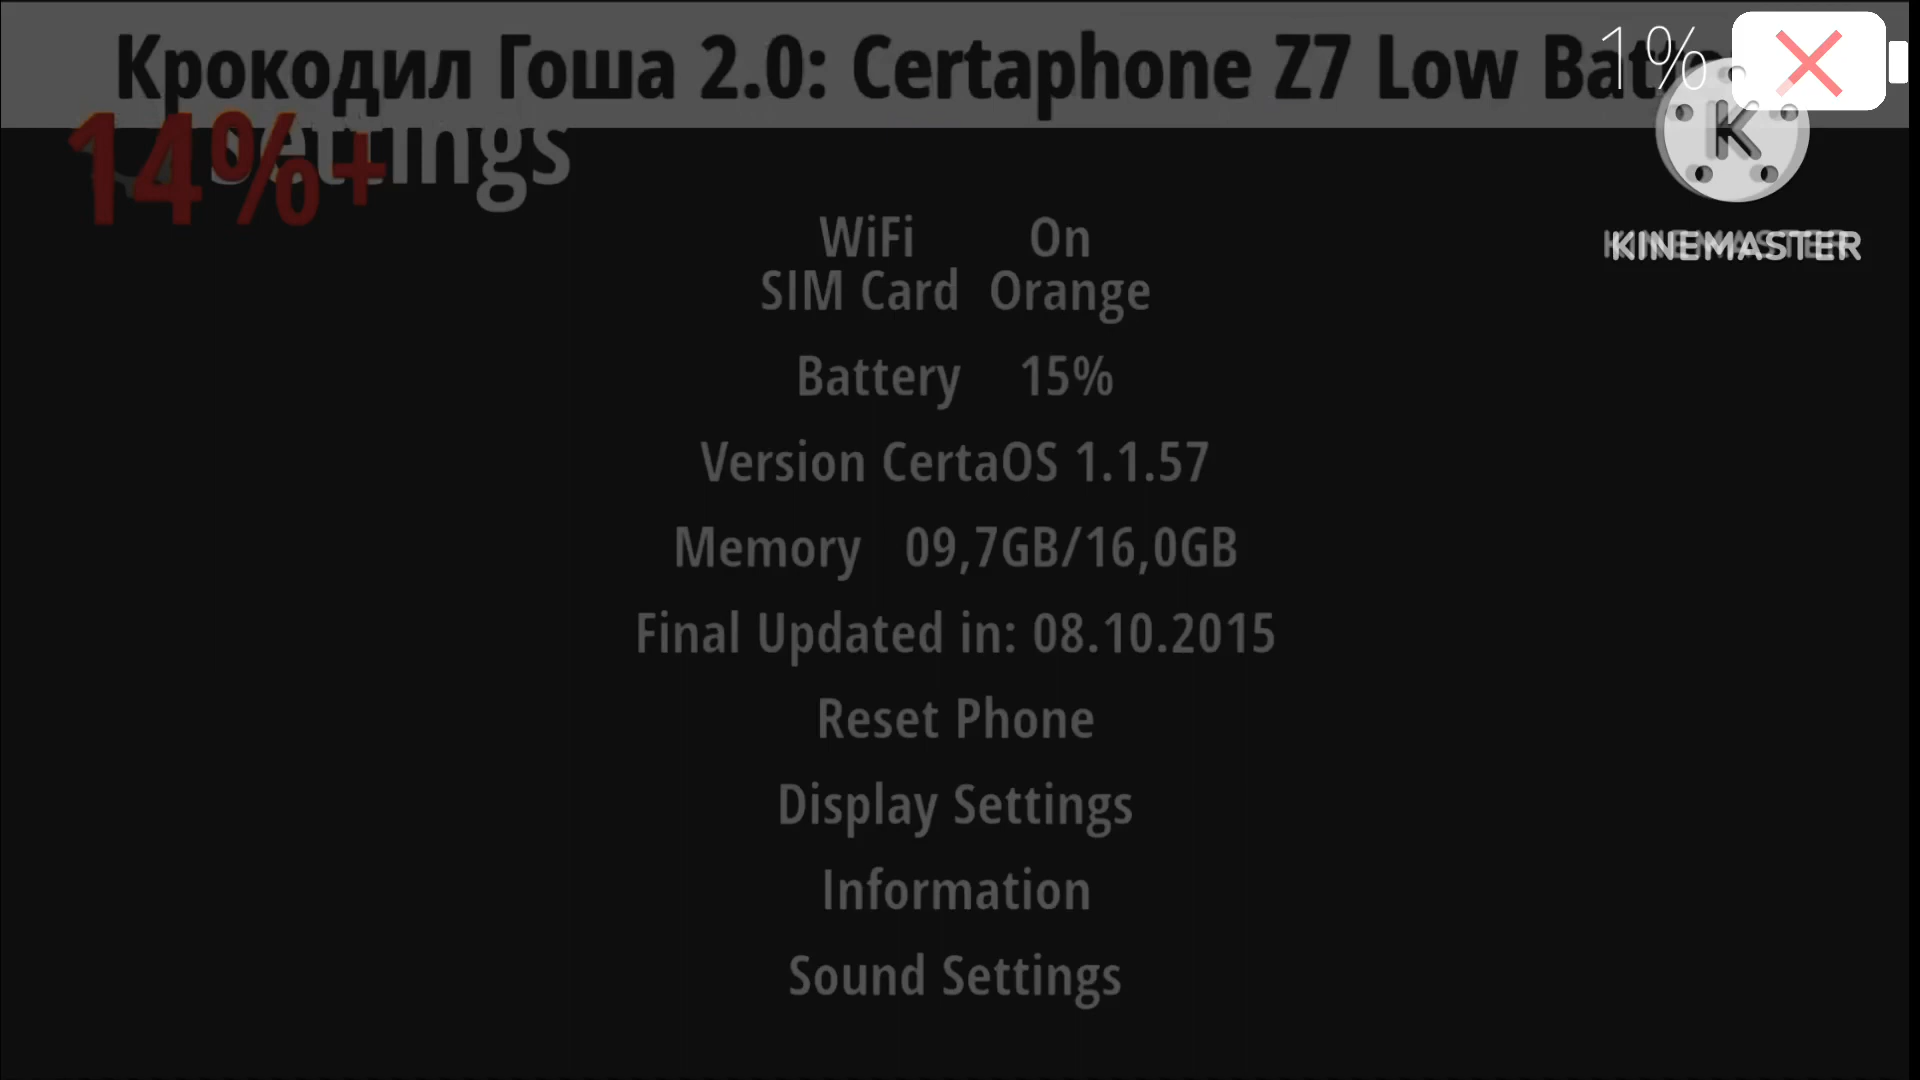 Крокодил Гоша 2.0: Certaphone Z7 Low
1%
14%+
Settings
KINEMASTER
WiFi On
SIM Card Orange
Battery 15%
Version CertaOS 1.1.57
Memory 09,7GB/16,0GB
Final Updated in: 08.10.2015
Reset Phone
Display Settings
Information
Sound Settings